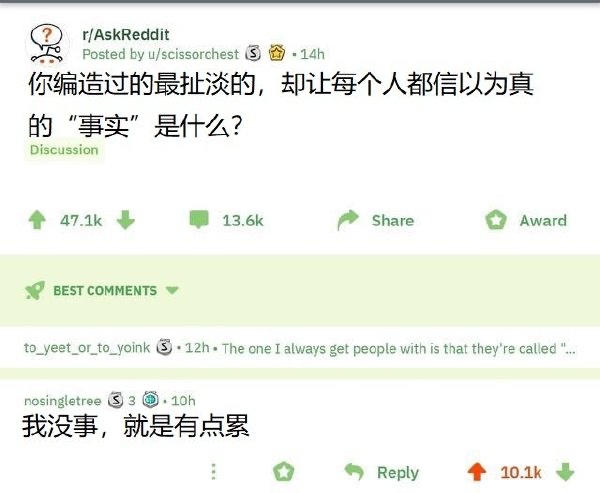 r/AskReddit
Posted by u/scissorchest • 14h
你编造过的最扯淡的，却让每个人都信以为真
的“事实”是什么？
Discussion
47.1k 13.6k Share Award
BEST COMMENTS
to_yeet_or_to_yoink • 12h • The one I always get people with is that they're called "...
nosingletree 3 • 10h
我没事，就是有点累
Reply 10.1k